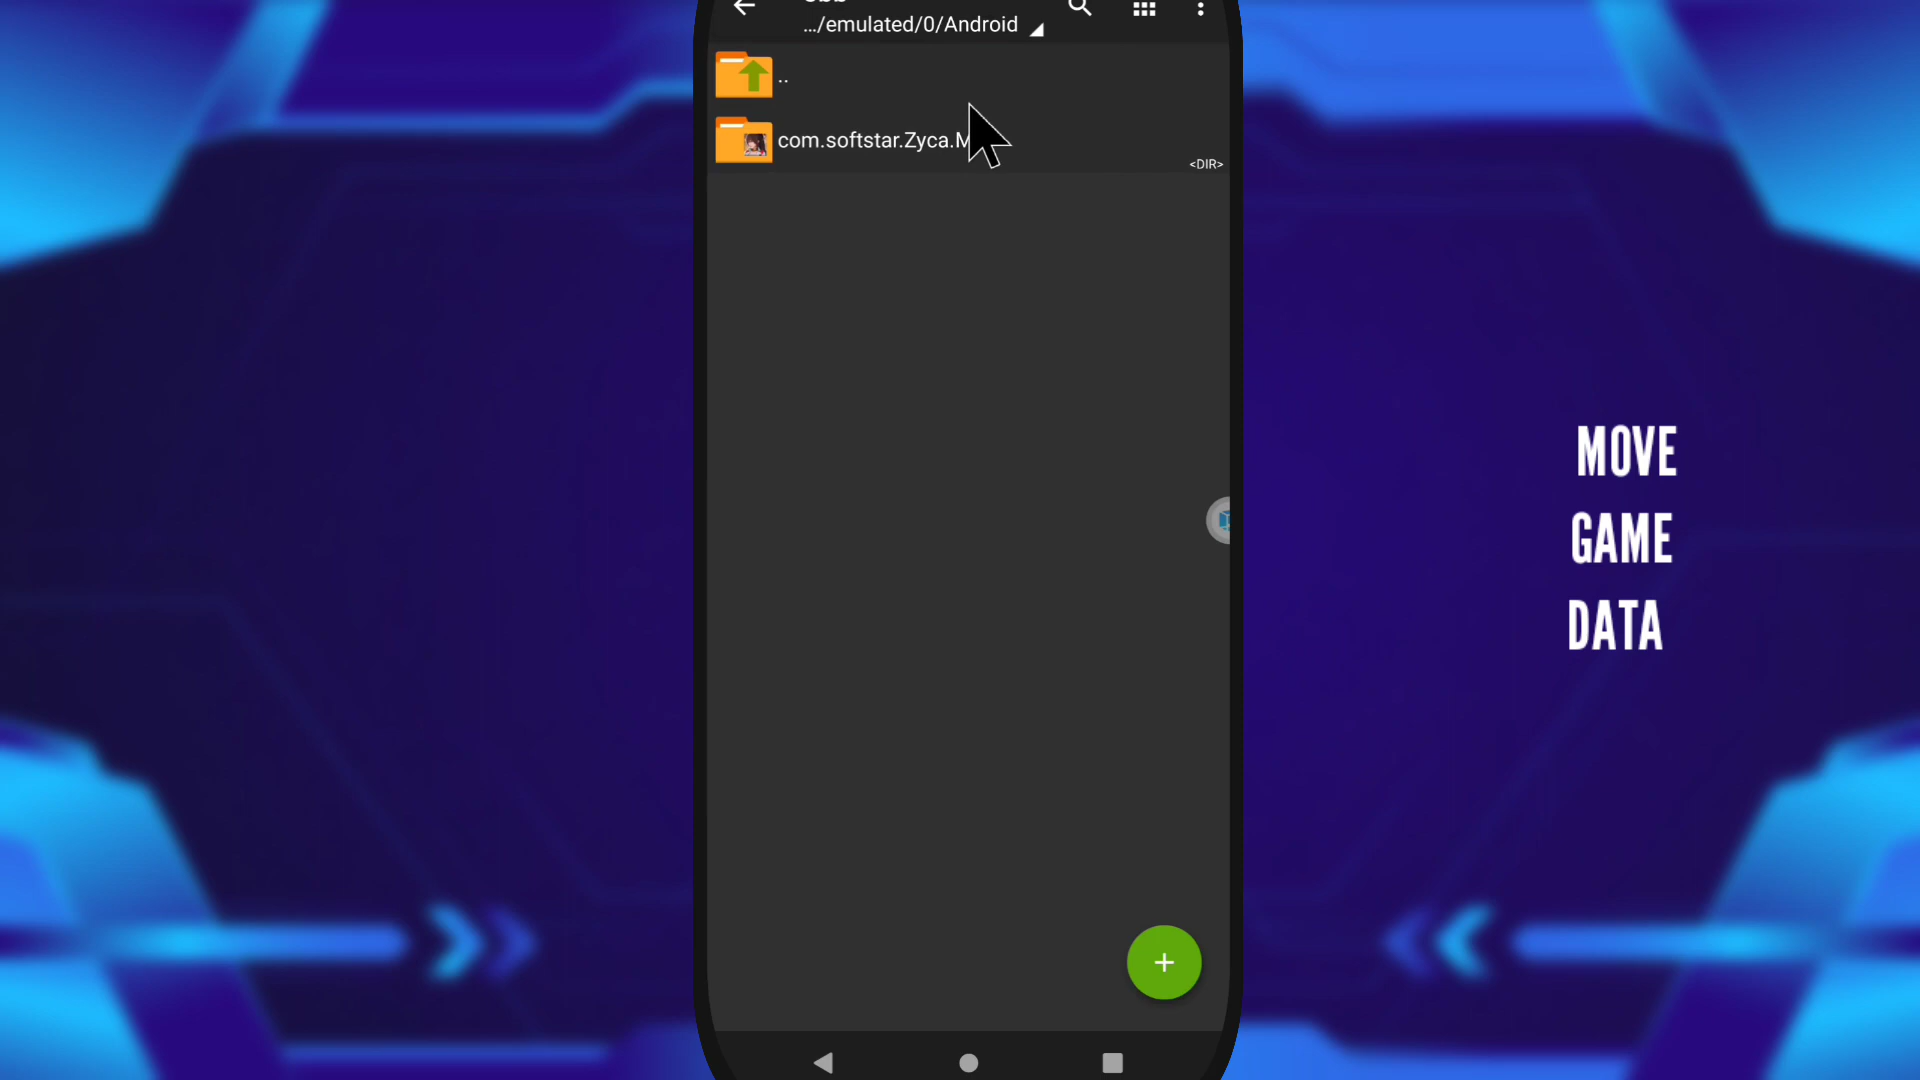 .../emulated/0/Android
..
com.softstar.Zyca.M
<DIR>
MOVE
GAME
DATA